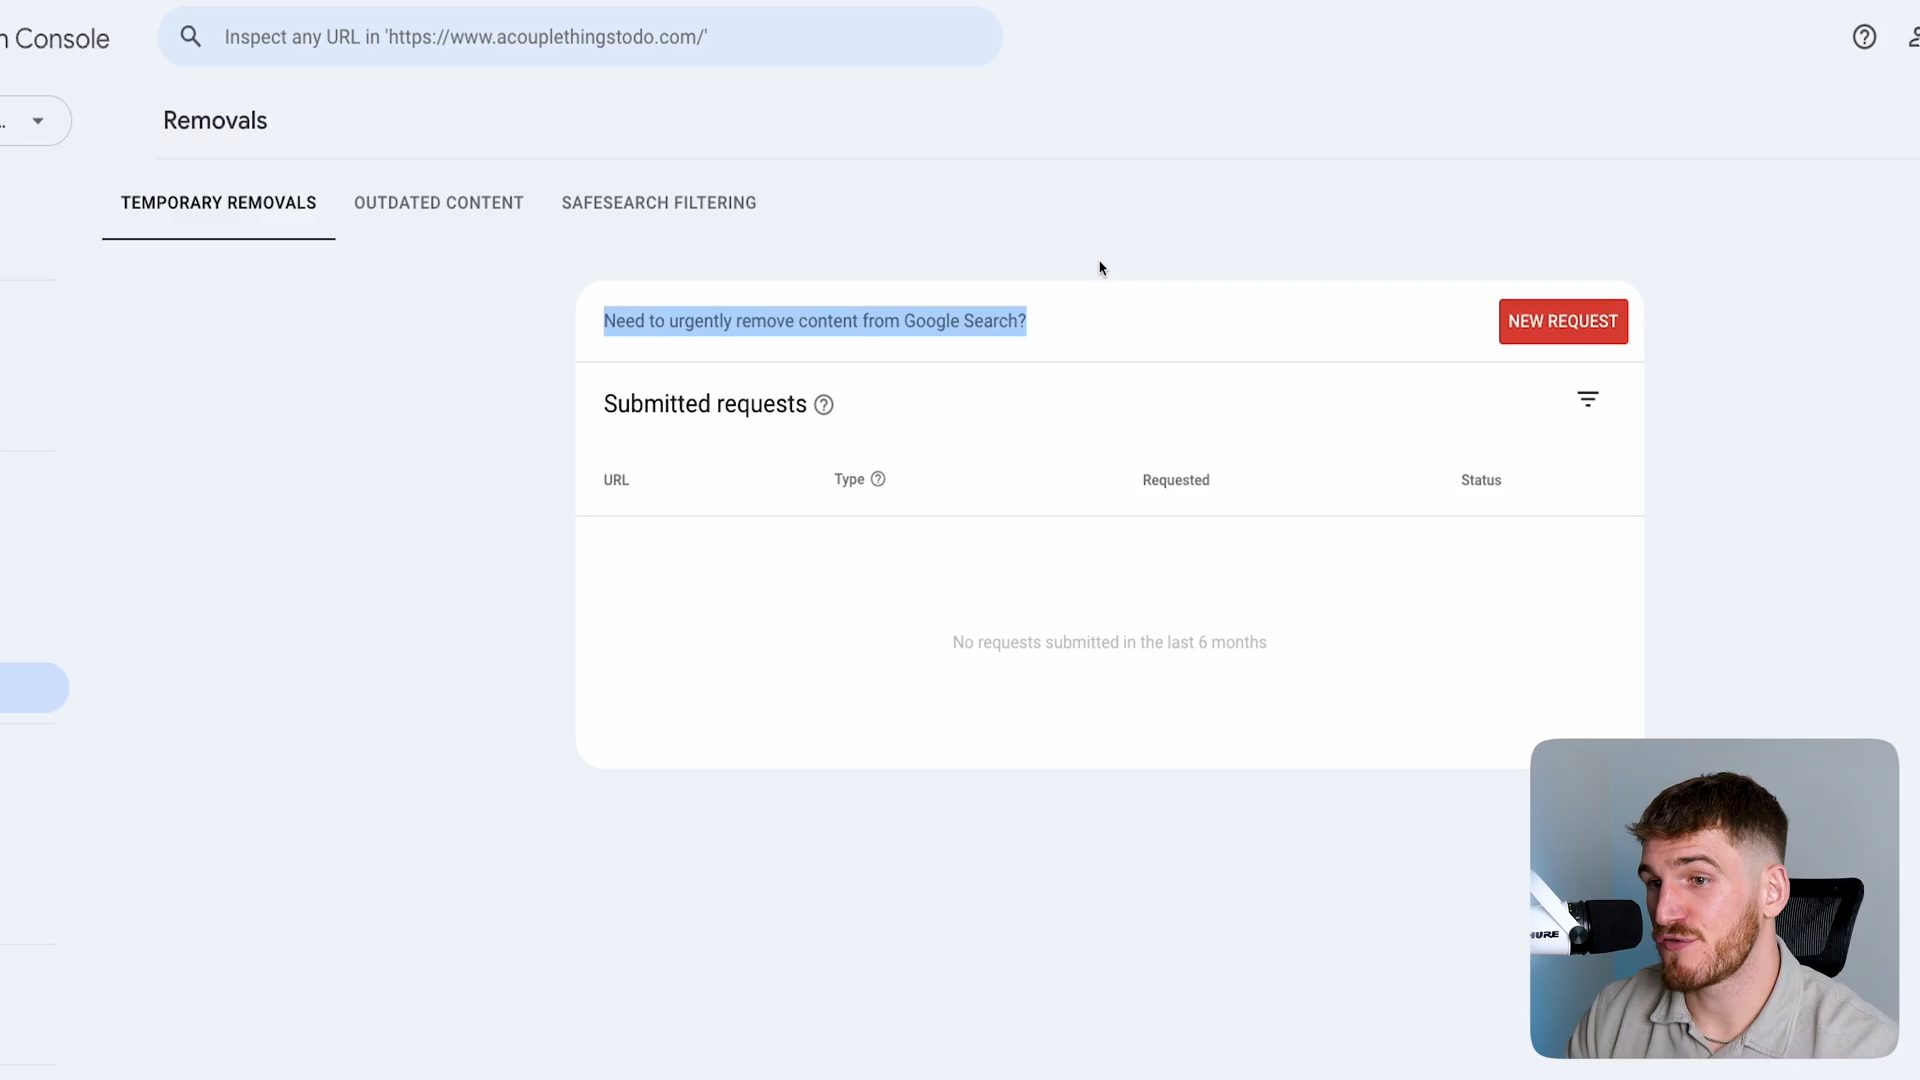 Console
Inspect any URL in 'https://www.acouplethingstodo.com/'
Removals
TEMPORARY REMOVALS
OUTDATED CONTENT
SAFESEARCH FILTERING
Need to urgently remove content from Google Search?
NEW REQUEST
Submitted requests
URL
Type
Requested
Status
No requests submitted in the last 6 months
HURE